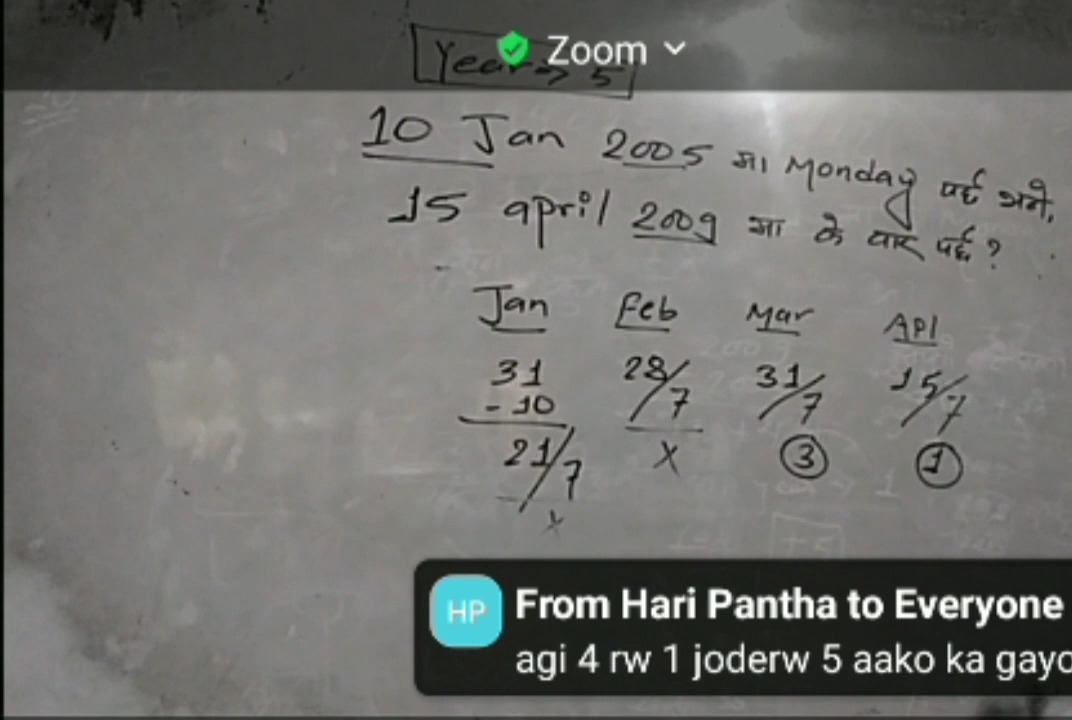 Zoom
Year → 5
10 Jan 2005 मा Monday पर्छ भने,
15 april 2009 मा के वार पर्छ ?
Jan Feb Mar Apl
31 28/7 31/7 15/7
- 10
21/7 x 3 1
x
HP From Hari Pantha to Everyone
agi 4 rw 1 joderw 5 aako ka gayo